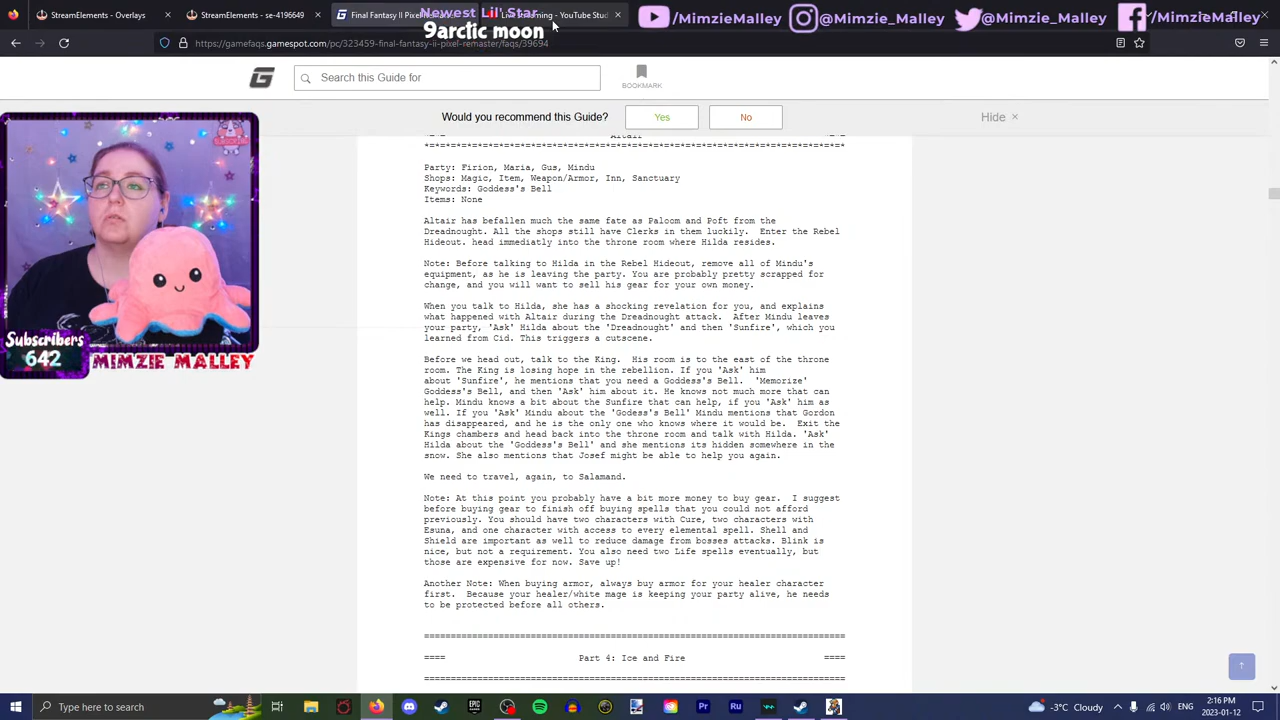 StreamElements - Overlays
StreamElements - se-4196649
Final Fantasy II Pixel
YouTube Stud
Newest Lil' Star
9arctic moon
/MimzieMalley
/Mimzie_Malley
@Mimzie_Malley
/MimzieMalley
https://gamefaqs.gamespot.com/pc/323459-final-fantasy-ii-pixel-remaster/faqs/39694
Search this Guide for
BOOKMARK
Would you recommend this Guide?
Yes
No
Hide ×
==== Altair ====
*=*=*=*=*=*=*=*=*=*=*=*=*=*=*=*=*=*=*=*=*=*=*=*=*=*=*=*=*=*=*=*=*=*=*=*=*=*=*=*
Party: Firion, Maria, Gus, Mindu
Shops: Magic, Item, Weapon/Armor, Inn, Sanctuary
Keywords: Goddess's Bell
Items: None
Altair has befallen much the same fate as Paloom and Poft from the
Dreadnought. All the shops still have Clerks in them luckily.  Enter the Rebel
Hideout. head immediatly into the throne room where Hilda resides.
Note: Before talking to Hilda in the Rebel Hideout, remove all of Mindu's
equipment, as he is leaving the party. You are probably pretty scrapped for
change, and you will want to sell his gear for your own money.
When you talk to Hilda, she has a shocking revelation for you, and explains
what happened with Altair during the Dreadnought attack.  After Mindu leaves
your party, 'Ask' Hilda about the 'Dreadnought' and then 'Sunfire', which you
learned from Cid. This triggers a cutscene.
Before we head out, talk to the King.  His room is to the east of the throne
room. The King is losing hope in the rebellion. If you 'Ask' him
about 'Sunfire', he mentions that you need a Goddess's Bell.  'Memorize'
Goddess's Bell, and then 'Ask' him about it. He knows not much more that can
help. Mindu knows a bit about the Sunfire that can help, if you 'Ask' him as
well. If you 'Ask' Mindu about the 'Godess's Bell' Mindu mentions that Gordon
has disappeared, and he is the only one who knows where it would be.  Exit the
Kings chambers and head back into the throne room and talk with Hilda. 'Ask'
Hilda about the 'Goddess's Bell' and she mentions its hidden somewhere in the
snow. She also mentions that Josef might be able to help you again.
We need to travel, again, to Salamand.
Note: At this point you probably have a bit more money to buy gear.  I suggest
before buying gear to finish off buying spells that you could not afford
previously. You should have two characters with Cure, two characters with
Esuna, and one character with access to every elemental spell. Shell and
Shield are important as well to reduce damage from bosses attacks. Blink is
nice, but not a requirement. You also need two Life spells eventually, but
those are expensive for now. Save up!
Another Note: When buying armor, always buy armor for your healer character
first.  Because your healer/white mage is keeping your party alive, he needs
to be protected before all others.
===============================================================================
==== Part 4: Ice and Fire ====
===============================================================================
Subscribers
642
MIMZIE MALLEY
Type here to search
-3°C Cloudy
2:16 PM
2023-01-12